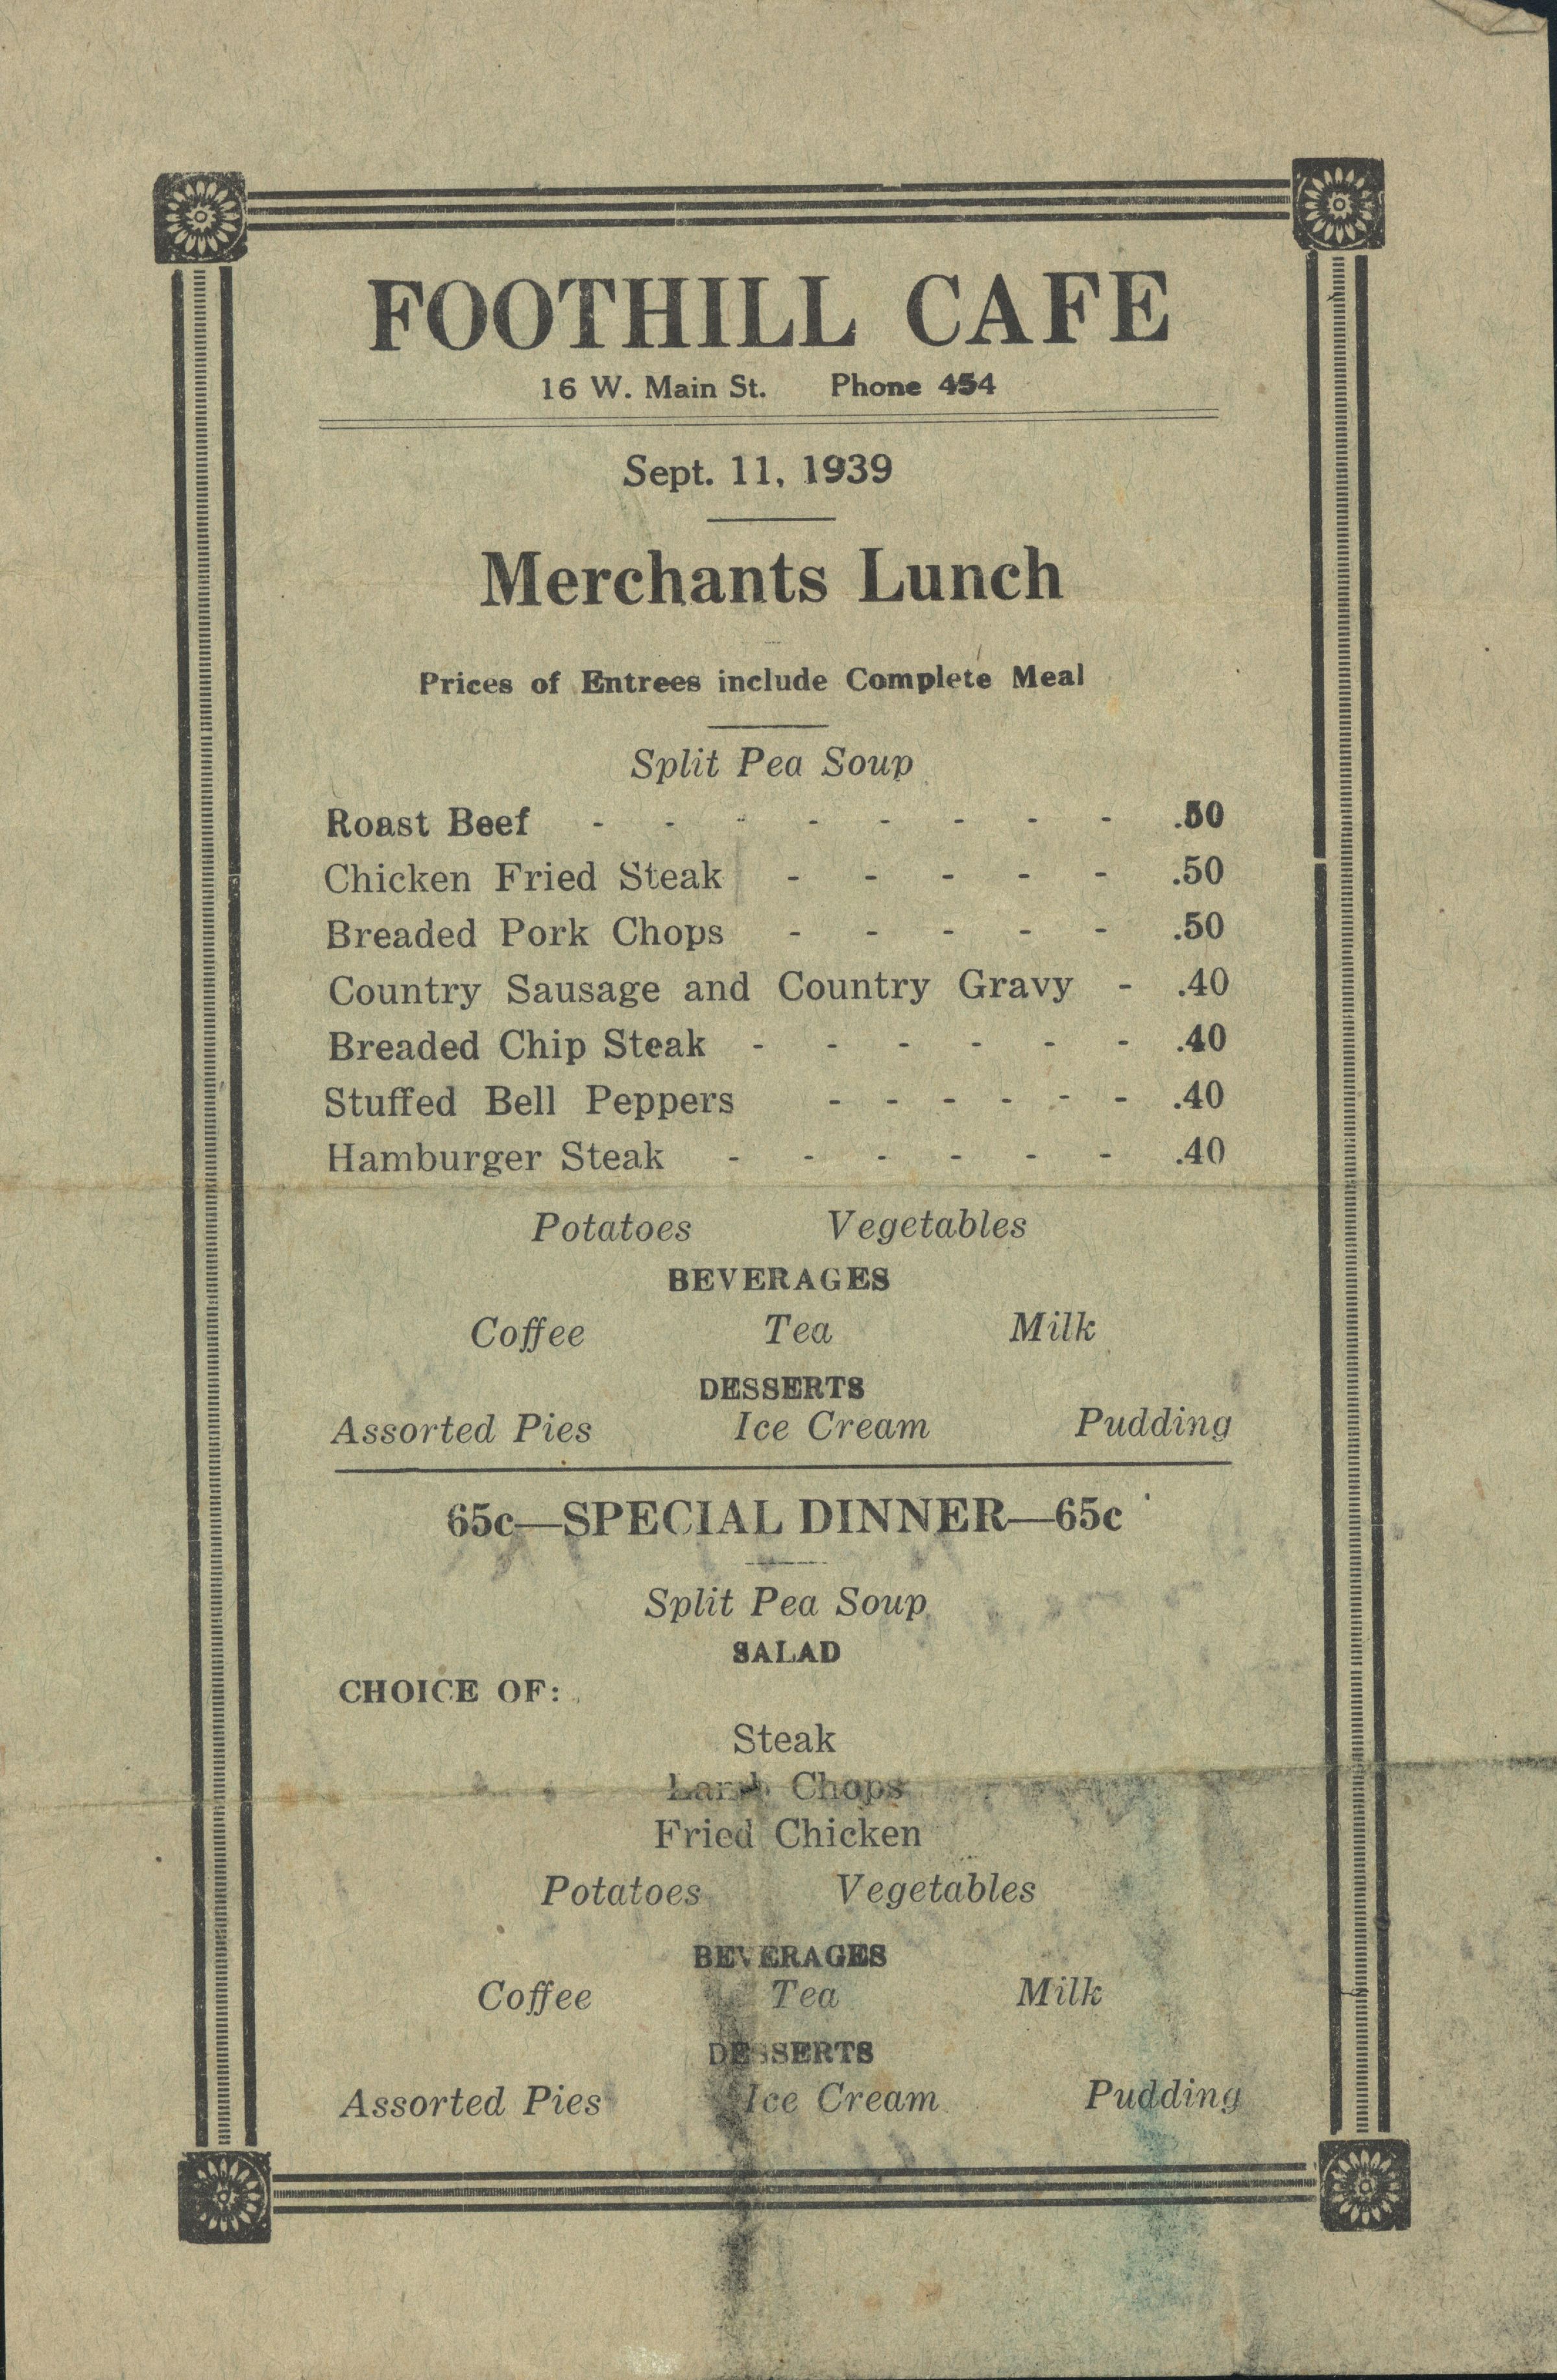 FOOTHILL CAFE
16 W. Main St. Phone 454
Sept. 11, 1939
Merchants Lunch
Prices of Entrees include Complete Meal
Split Pea Soup
Roast Beef - - - - - - - - .50
Chicken Fried Steak - - - - - .50
Breaded Pork Chops - - - - - .50
Country Sausage and Country Gravy - .40
Breaded Chip Steak - - - - - - .40
Stuffed Bell Peppers - - - - - - .40
Hamburger Steak - - - - - - .40
Potatoes Vegetables
BEVERAGES
Coffee Tea Milk
DESSERTS
Assorted Pies Ice Cream Pudding
65c—SPECIAL DINNER—65c
Split Pea Soup
SALAD
CHOICE OF:
Steak
Lamb Chops
Fried Chicken
Potatoes Vegetables
BEVERAGES
Coffee Tea Milk
DESSERTS
Assorted Pies Ice Cream Pudding